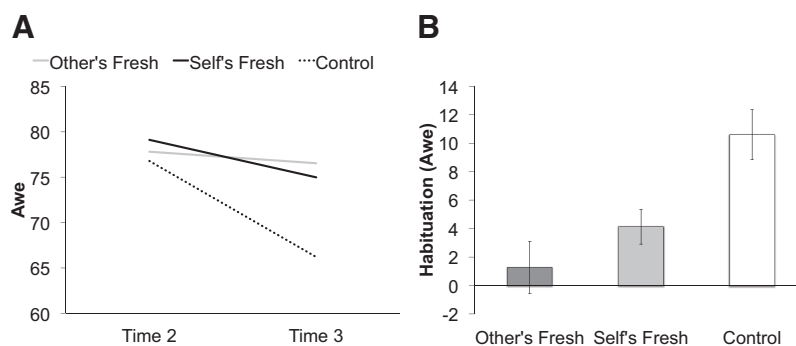 A
Other's Fresh Self's Fresh Control
85
80
75
70
65
60
Awe
Time 2 Time 3
B
14
12
10
8
6
4
2
0
-2
Habituation (Awe)
Other's Fresh Self's Fresh Control